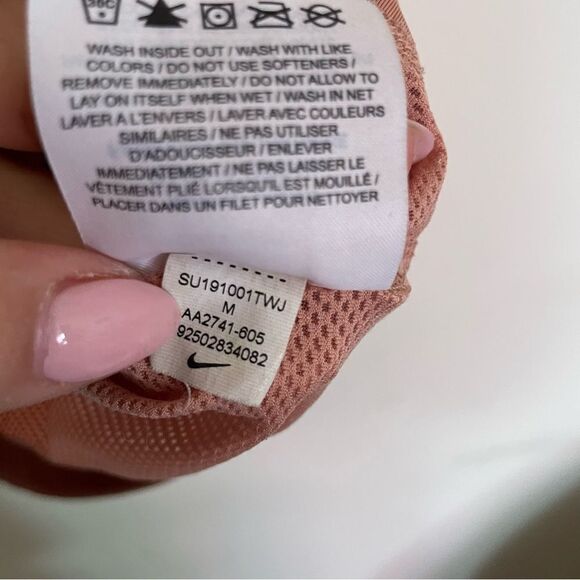 30C
WASH INSIDE OUT / WASH WITH LIKE
COLORS / DO NOT USE SOFTENERS /
REMOVE IMMEDIATELY / DO NOT ALLOW TO
LAY ON ITSELF WHEN WET / WASH IN NET
LAVER A L'ENVERS / LAVER AVEC COULEURS
SIMILAIRES / NE PAS UTILISER
D'ADOUCISSEUR / ENLEVER
IMMEDIATEMENT / NE PAS LAISSER LE
VÊTEMENT PLIÉ LORSQU'IL EST MOUILLÉ /
PLACER DANS UN FILET POUR NETTOYER
SU191001TWJ
M
AA2741-605
92502834082